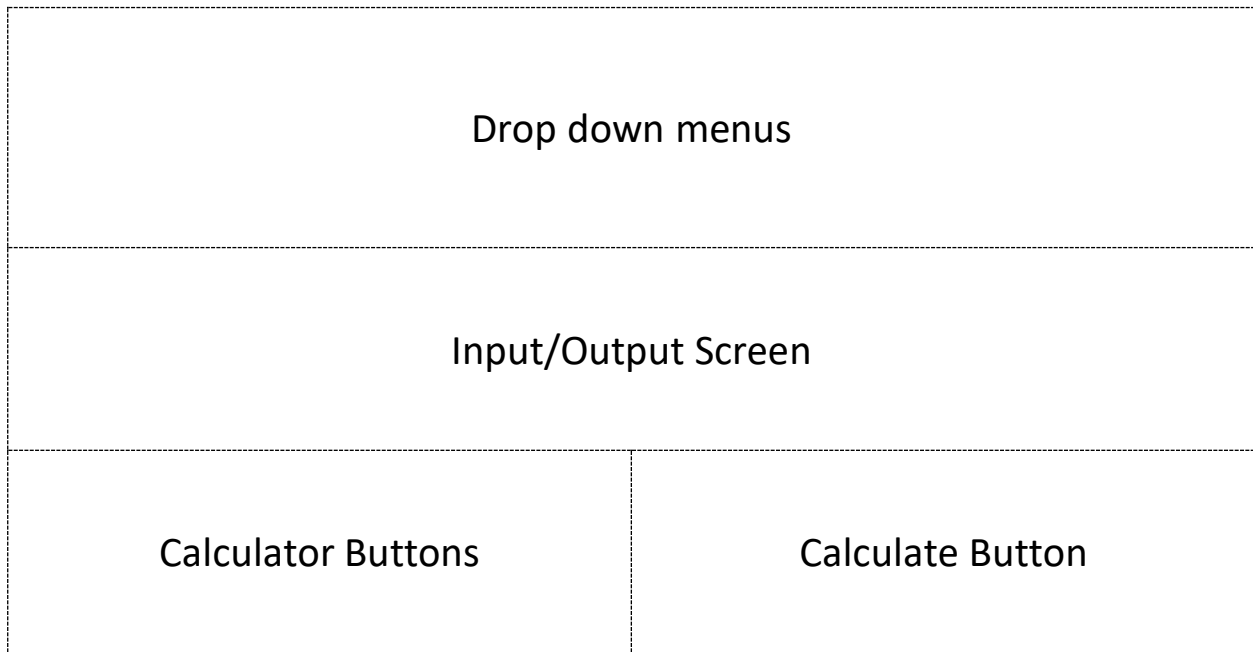 Drop down menus
Input/Output Screen
Calculator Buttons
Calculate Button